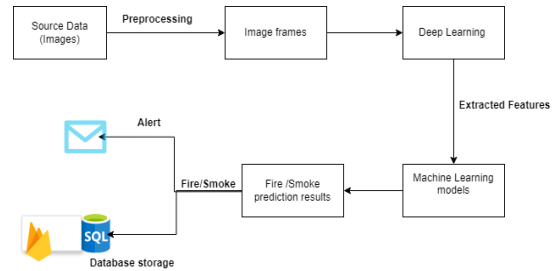 Source Data
(Images)
Preprocessing
Image frames
Deep Learning
Extracted Features
Machine Learning
models
Fire /Smoke
prediction results
Fire/Smoke
Alert
SQL
Database storage